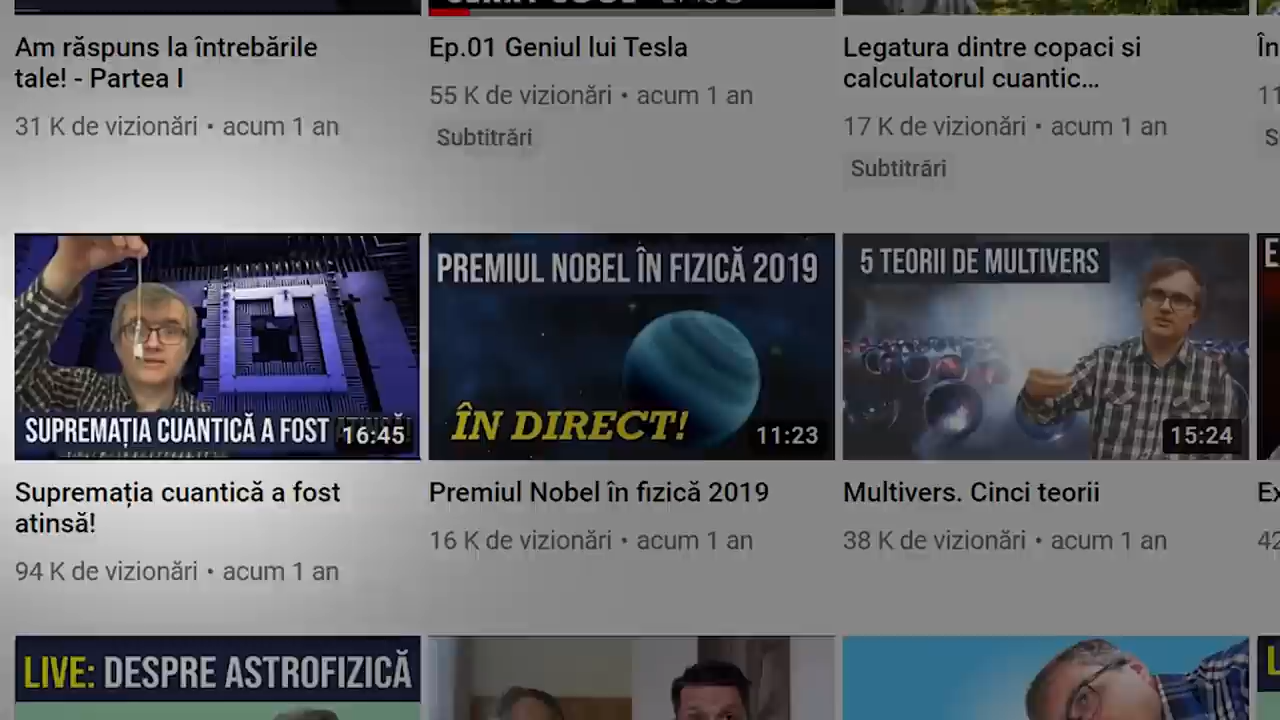 Am răspuns la întrebările
tale! - Partea I
31 K de vizionări • acum 1 an
Ep.01 Geniul lui Tesla
55 K de vizionări • acum 1 an
Subtitrări
Legatura dintre copaci si
calculatorul cuantic...
17 K de vizionări • acum 1 an
Subtitrări
SUPREMAȚIA CUANTICĂ A FOST ATINSĂ!
16:45
Supremația cuantică a fost
atinsă!
94 K de vizionări • acum 1 an
PREMIUL NOBEL ÎN FIZICĂ 2019
ÎN DIRECT!
11:23
Premiul Nobel în fizică 2019
16 K de vizionări • acum 1 an
5 TEORII DE MULTIVERS
15:24
Multivers. Cinci teorii
38 K de vizionări • acum 1 an
LIVE: DESPRE ASTROFIZICĂ